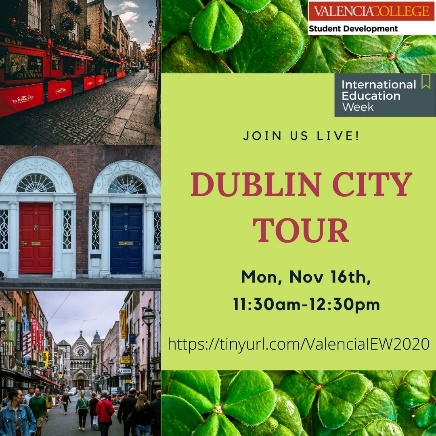 VALENCIACOLLEGE
Student Development
International
Education
Week
JOIN US LIVE!
DUBLIN CITY
TOUR
Mon, Nov 16th,
11:30am-12:30pm
https://tinyurl.com/ValenciaIEW2020